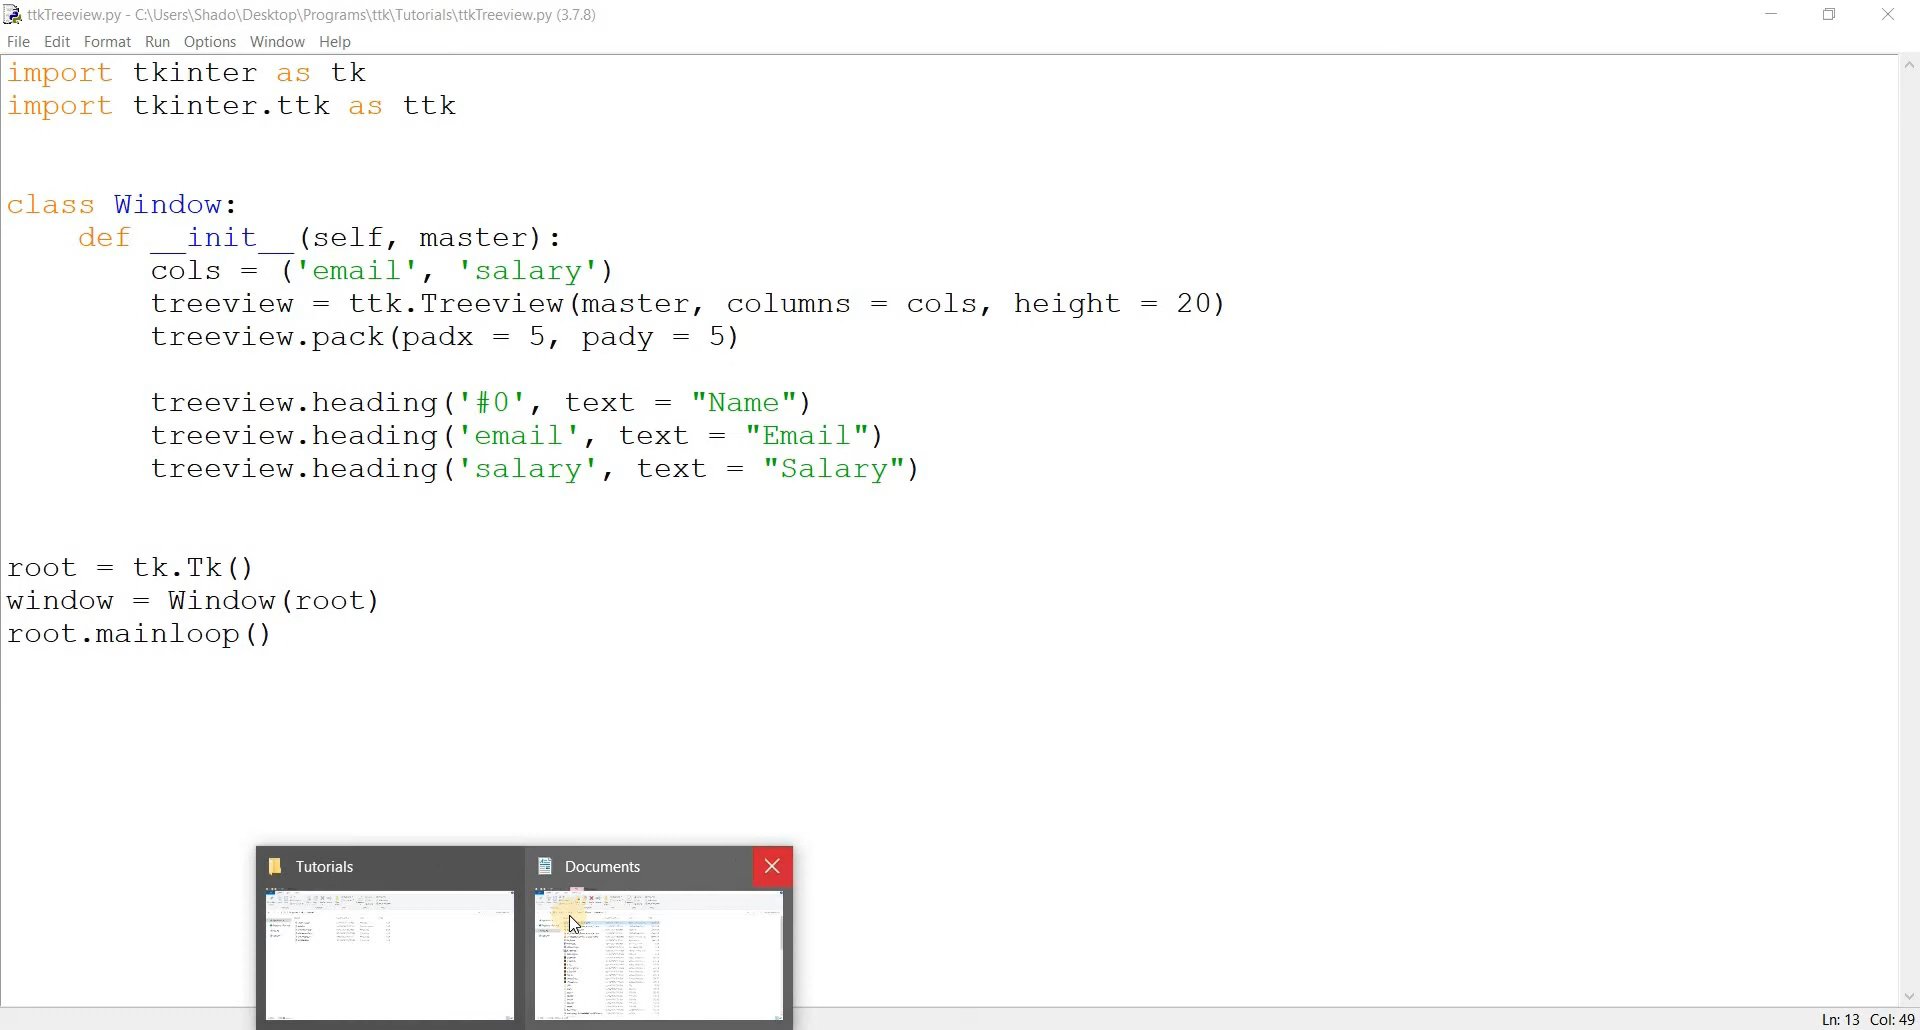 ttkTreeview.py - C:\Users\Shado\Desktop\Programs\ttk\Tutorials\ttkTreeview.py (3.7.8)
File Edit Format Run Options Window Help
import tkinter as tk
import tkinter.ttk as ttk
class Window:
    def __init__(self, master):
        cols = ('email', 'salary')
        treeview = ttk.Treeview(master, columns = cols, height = 20)
        treeview.pack(padx = 5, pady = 5)
        treeview.heading('#0', text = "Name")
        treeview.heading('email', text = "Email")
        treeview.heading('salary', text = "Salary")
root = tk.Tk()
window = Window(root)
root.mainloop()
Tutorials
Documents
Ln: 13 Col: 49